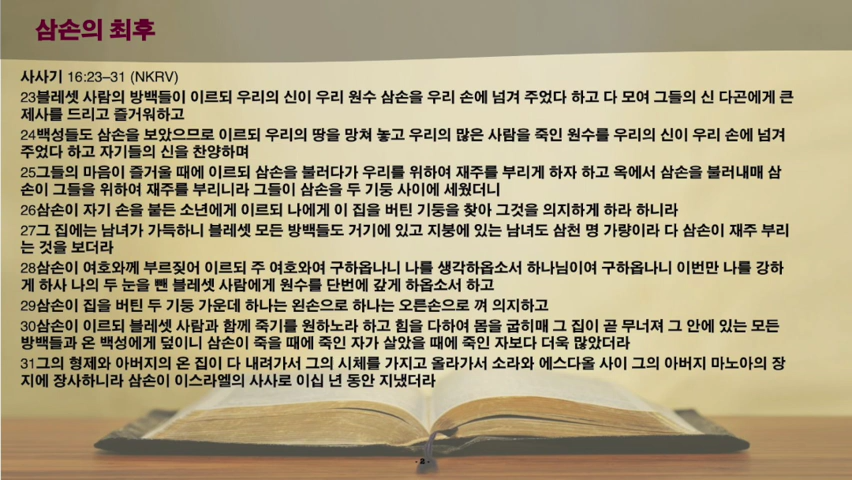 삼손의 최후
사사기 16:23–31 (NKRV)
23블레셋 사람의 방백들이 이르되 우리의 신이 우리 원수 삼손을 우리 손에 넘겨 주었다 하고 다 모여 그들의 신 다곤에게 큰
제사를 드리고 즐거워하고
24백성들도 삼손을 보았으므로 이르되 우리의 땅을 망쳐 놓고 우리의 많은 사람을 죽인 원수를 우리의 신이 우리 손에 넘겨
주었다 하고 자기들의 신을 찬양하며
25그들의 마음이 즐거울 때에 이르되 삼손을 불러다가 우리를 위하여 재주를 부리게 하자 하고 옥에서 삼손을 불러내매 삼
손이 그들을 위하여 재주를 부리니라 그들이 삼손을 두 기둥 사이에 세웠더니
26삼손이 자기 손을 붙든 소년에게 이르되 나에게 이 집을 버틴 기둥을 찾아 그것을 의지하게 하라 하니라
27그 집에는 남녀가 가득하니 블레셋 모든 방백들도 거기에 있고 지붕에 있는 남녀도 삼천 명 가량이라 다 삼손이 재주 부리
는 것을 보더라
28삼손이 여호와께 부르짖어 이르되 주 여호와여 구하옵나니 나를 생각하옵소서 하나님이여 구하옵나니 이번만 나를 강하
게 하사 나의 두 눈을 뺀 블레셋 사람에게 원수를 단번에 갚게 하옵소서 하고
29삼손이 집을 버틴 두 기둥 가운데 하나는 왼손으로 하나는 오른손으로 껴 의지하고
30삼손이 이르되 블레셋 사람과 함께 죽기를 원하노라 하고 힘을 다하여 몸을 굽히매 그 집이 곧 무너져 그 안에 있는 모든
방백들과 온 백성에게 덮이니 삼손이 죽을 때에 죽인 자가 살았을 때에 죽인 자보다 더욱 많았더라
31그의 형제와 아버지의 온 집이 다 내려가서 그의 시체를 가지고 올라가서 소라와 에스다올 사이 그의 아버지 마노아의 장
지에 장사하니라 삼손이 이스라엘의 사사로 이십 년 동안 지냈더라
- 2 -